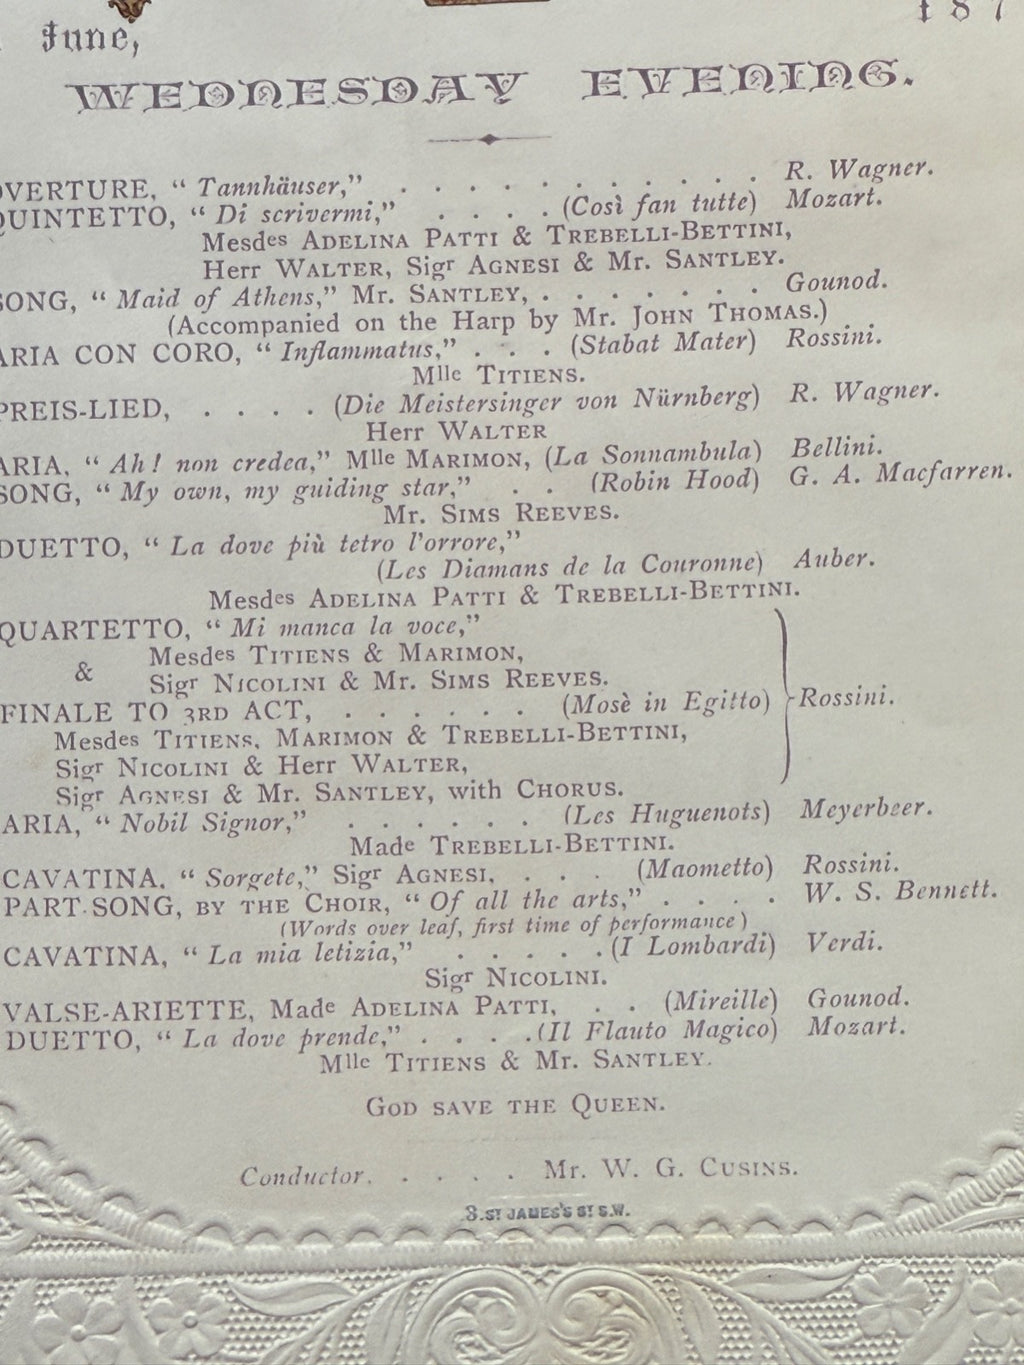 June,
187
WEDNESDAY EVENING.
OVERTURE, “Tannhäuser,” . . . . . . . . . . . R. Wagner.
QUINTETTO, “Di scrivermi,” . . . . (Così fan tutte) Mozart.
Mesdes ADELINA PATTI & TREBELLI-BETTINI,
Herr WALTER, Sigr AGNESI & Mr. SANTLEY.
SONG, “Maid of Athens,” Mr. SANTLEY, . . . . . . . Gounod.
(Accompanied on the Harp by Mr. JOHN THOMAS.)
ARIA CON CORO, “Inflammatus,” . . . (Stabat Mater) Rossini.
Mlle TITIENS.
PREIS-LIED, . . . . (Die Meistersinger von Nürnberg) R. Wagner.
Herr WALTER
ARIA, “Ah! non credea,” Mlle MARIMON, (La Sonnambula) Bellini.
SONG, “My own, my guiding star,” . . (Robin Hood) G. A. Macfarren.
Mr. SIMS REEVES.
DUETTO, “La dove più tetro l'orrore,”
(Les Diamans de la Couronne) Auber.
Mesdes ADELINA PATTI & TREBELLI-BETTINI.
QUARTETTO, “Mi manca la voce,”
Mesdes TITIENS & MARIMON,
&
Sigr NICOLINI & Mr. SIMS REEVES.
FINALE TO 3RD ACT, . . . . . . (Mosè in Egitto) Rossini.
Mesdes TITIENS, MARIMON & TREBELLI-BETTINI,
Sigr NICOLINI & Herr WALTER,
Sigr AGNESI & Mr. SANTLEY, with CHORUS.
ARIA, “Nobil Signor,” . . . . . . (Les Huguenots) Meyerbeer.
Made TREBELLI-BETTINI.
CAVATINA. “Sorgete,” Sigr AGNESI, . . . (Maometto) Rossini.
PART-SONG, BY THE CHOIR, “Of all the arts,” . . . . W. S. Bennett.
(Words over leaf, first time of performance).
CAVATINA, “La mia letizia,” . . . . . (I Lombardi) Verdi.
Sigr NICOLINI.
VALSE-ARIETTE, Made ADELINA PATTI, . . (Mireille) Gounod.
DUETTO, “La dove prende,” . . . . (Il Flauto Magico) Mozart.
Mlle TITIENS & Mr. SANTLEY.
GOD SAVE THE QUEEN.
Conductor. . . . . Mr. W. G. CUSINS.
3. ST JAMES'S ST S.W.